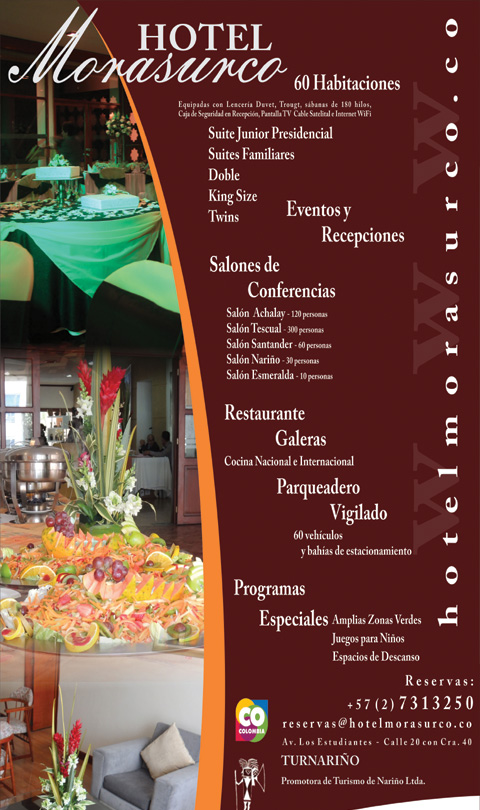 HOTEL
Morasurco
60 Habitaciones
Equipadas con Lencería Duvet, Trougt, sábanas de 180 hilos,
Caja de Seguridad en Recepción, Pantalla TV Cable Satelital e Internet WiFi
Suite Junior Presidencial
Suites Familiares
Doble
King Size
Twins
Eventos y
Recepciones
Salones de
Conferencias
Salón Achalay - 120 personas
Salón Tescual - 300 personas
Salón Santander - 60 personas
Salón Nariño - 30 personas
Salón Esmeralda - 10 personas
Restaurante
Galeras
Cocina Nacional e Internacional
Parqueadero
Vigilado
60 vehículos
y bahías de estacionamiento
Programas
Especiales Amplias Zonas Verdes
Juegos para Niños
Espacios de Descanso
www
hotelmorasurco.co
Reservas:
+57 (2) 7313250
reservas@hotelmorasurco.co
Av. Los Estudiantes - Calle 20 con Cra. 40
CO
COLOMBIA
TURNARIÑO
Promotora de Turismo de Nariño Ltda.